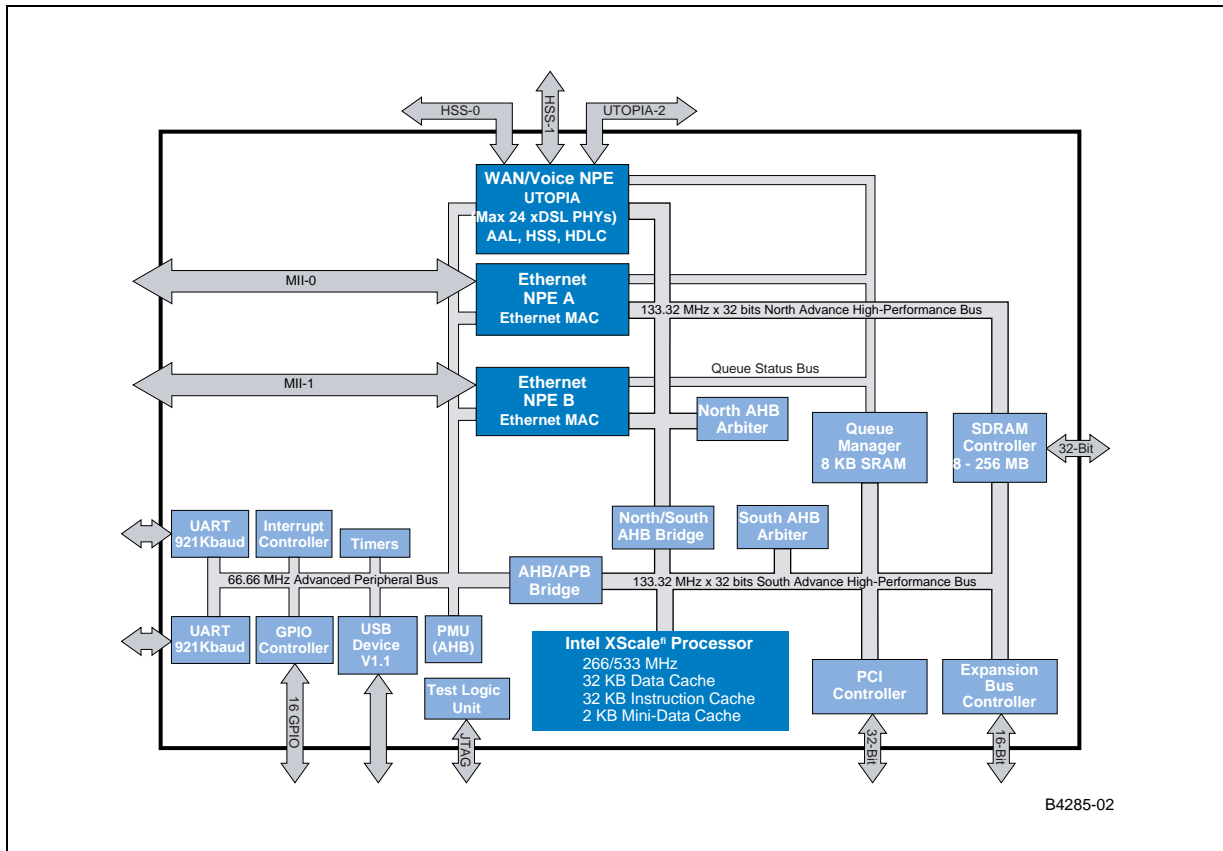 HSS-0
HSS-1
UTOPIA-2
WAN/Voice NPE
UTOPIA
(Max 24 xDSL PHYs)
AAL, HSS, HDLC
MII-0
Ethernet
NPE A
Ethernet MAC
133.32 MHz x 32 bits North Advance High-Performance Bus
MII-1
Ethernet
NPE B
Ethernet MAC
Queue Status Bus
North AHB
Arbiter
Queue
Manager
8 KB SRAM
SDRAM
Controller
8 - 256 MB
32-Bit
UART
921Kbaud
Interrupt
Controller
Timers
North/South
AHB Bridge
South AHB
Arbiter
66.66 MHz Advanced Peripheral Bus
AHB/APB
Bridge
133.32 MHz x 32 bits South Advance High-Performance Bus
UART
921Kbaud
GPIO
Controller
USB
Device
V1.1
PMU
(AHB)
Intel XScaleﬁ Processor
266/533 MHz
32 KB Data Cache
32 KB Instruction Cache
2 KB Mini-Data Cache
PCI
Controller
Expansion
Bus
Controller
Test Logic
Unit
16 GPIO
JTAG
32-Bit
16-Bit
B4285-02